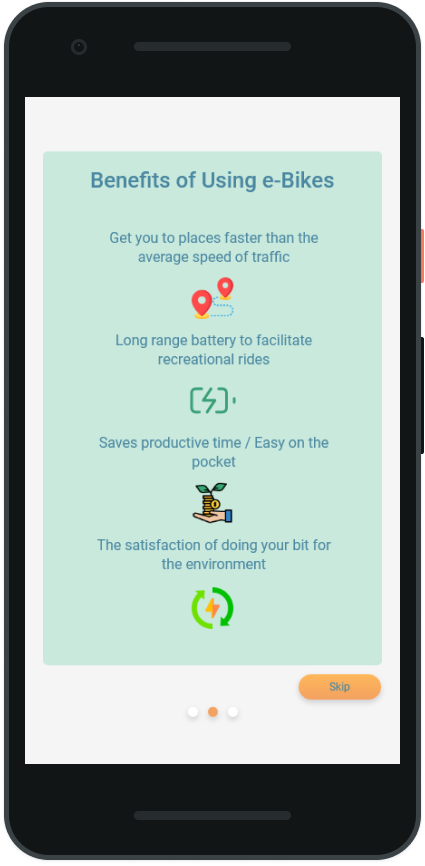 Benefits of Using e-Bikes
Get you to places faster than the
average speed of traffic
Long range battery to facilitate
recreational rides
Saves productive time / Easy on the
pocket
The satisfaction of doing your bit for
the environment
Skip